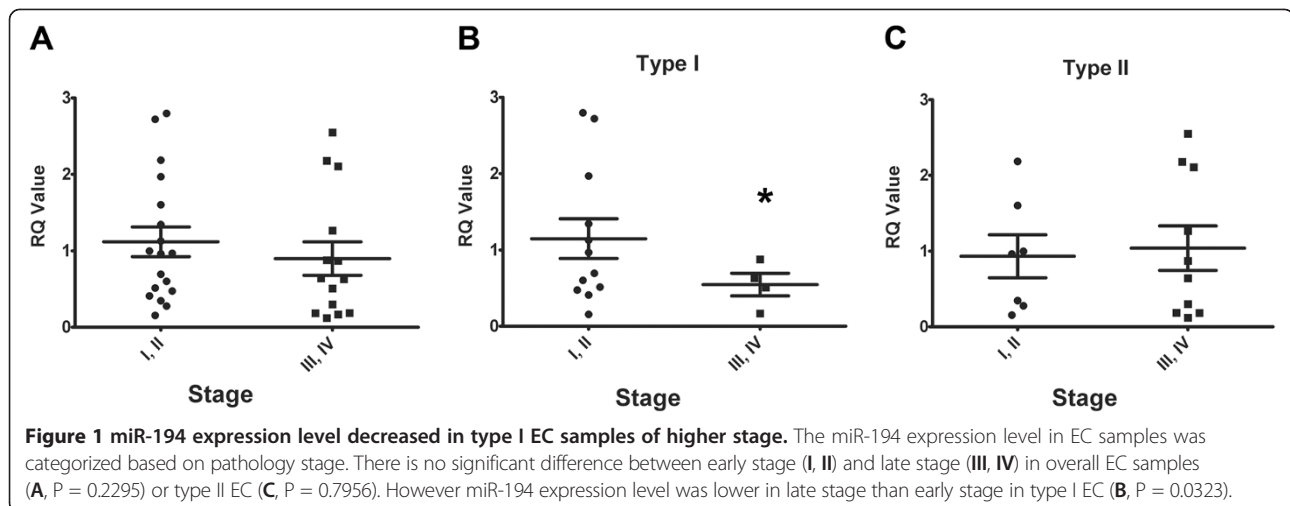 A
B
C
Type I
Type II
3
2
1
0
RQ Value
I, II
III, IV
Stage
3
2
1
0
RQ Value
I, II
III, IV
*
Stage
3
2
1
0
RQ Value
I, II
III, IV
Stage
Figure 1 miR-194 expression level decreased in type I EC samples of higher stage. The miR-194 expression level in EC samples was
categorized based on pathology stage. There is no significant difference between early stage (I, II) and late stage (III, IV) in overall EC samples
(A, P = 0.2295) or type II EC (C, P = 0.7956). However miR-194 expression level was lower in late stage than early stage in type I EC (B, P = 0.0323).